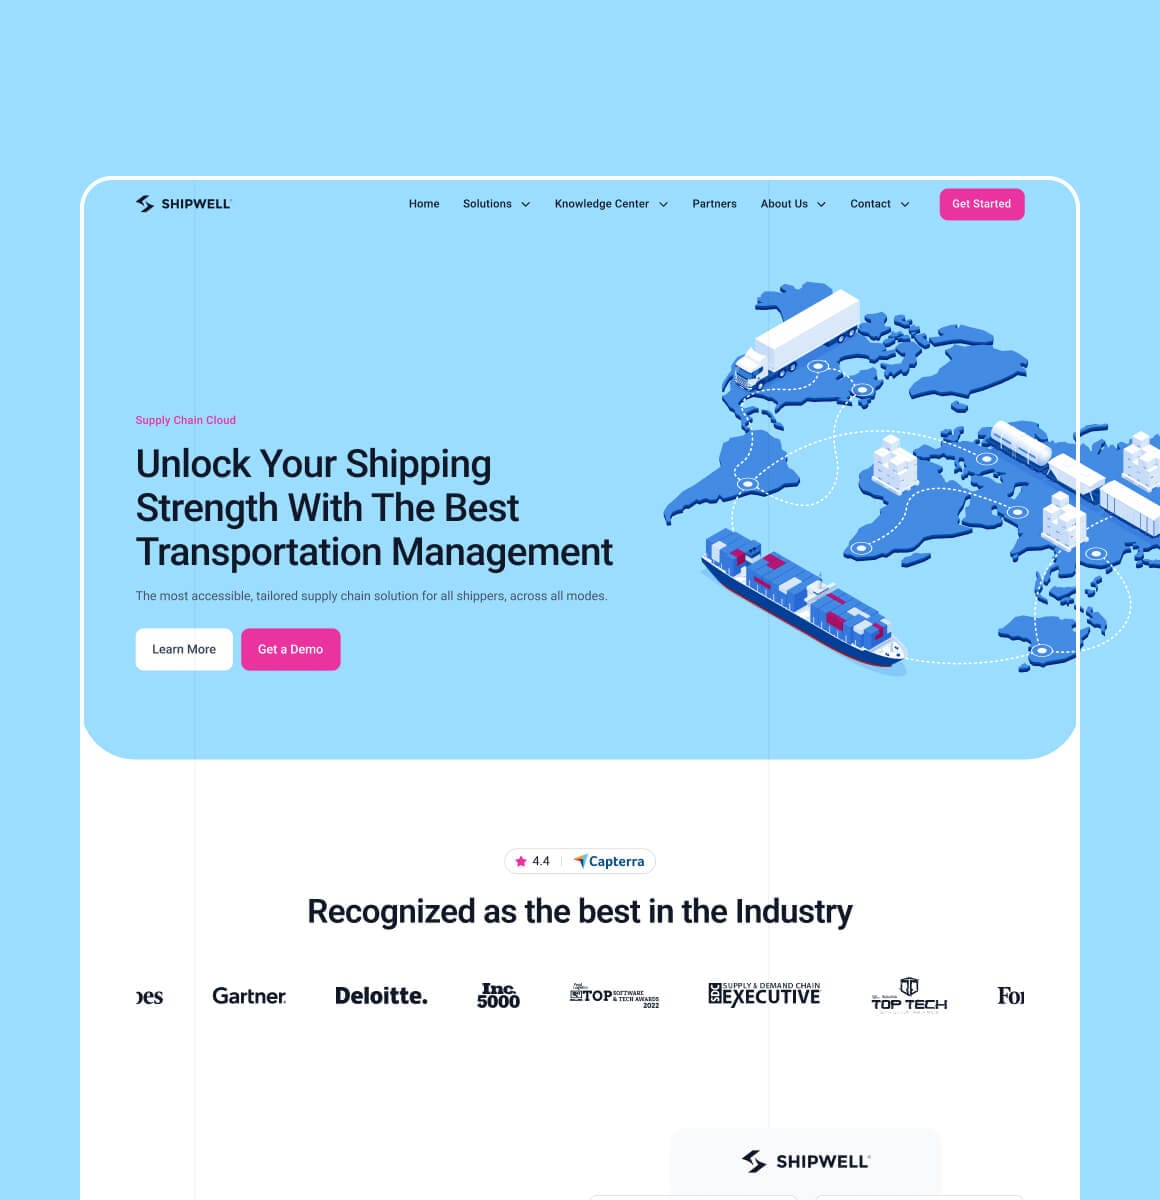 SHIPWELL
Home Solutions Knowledge Center Partners About Us Contact Get Started
Supply Chain Cloud
Unlock Your Shipping
Strength With The Best
Transportation Management
The most accessible, tailored supply chain solution for all shippers, across all modes.
Learn More Get a Demo
4.4 Capterra
Recognized as the best in the Industry
Gartner
Deloitte.
Inc.
5000
TOP SOFTWARE
& TECH AWARDS
2022
SDC SUPPLY & DEMAND CHAIN
EXECUTIVE
TOP TECH
SHIPWELL